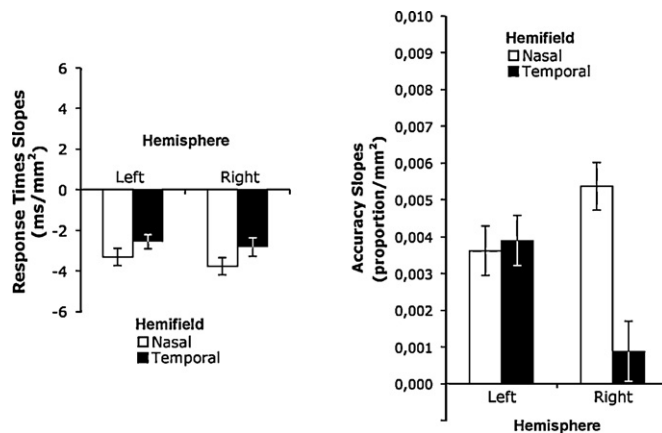 Response Times Slopes
(ms/mm²)
6
4
2
0
-2
-4
-6
Hemisphere
Left
Right
Hemifield
Nasal
Temporal
Accuracy Slopes
(proportion/mm²)
0,010
0,009
0,008
0,007
0,006
0,005
0,004
0,003
0,002
0,001
0,000
Hemifield
Nasal
Temporal
Left
Right
Hemisphere